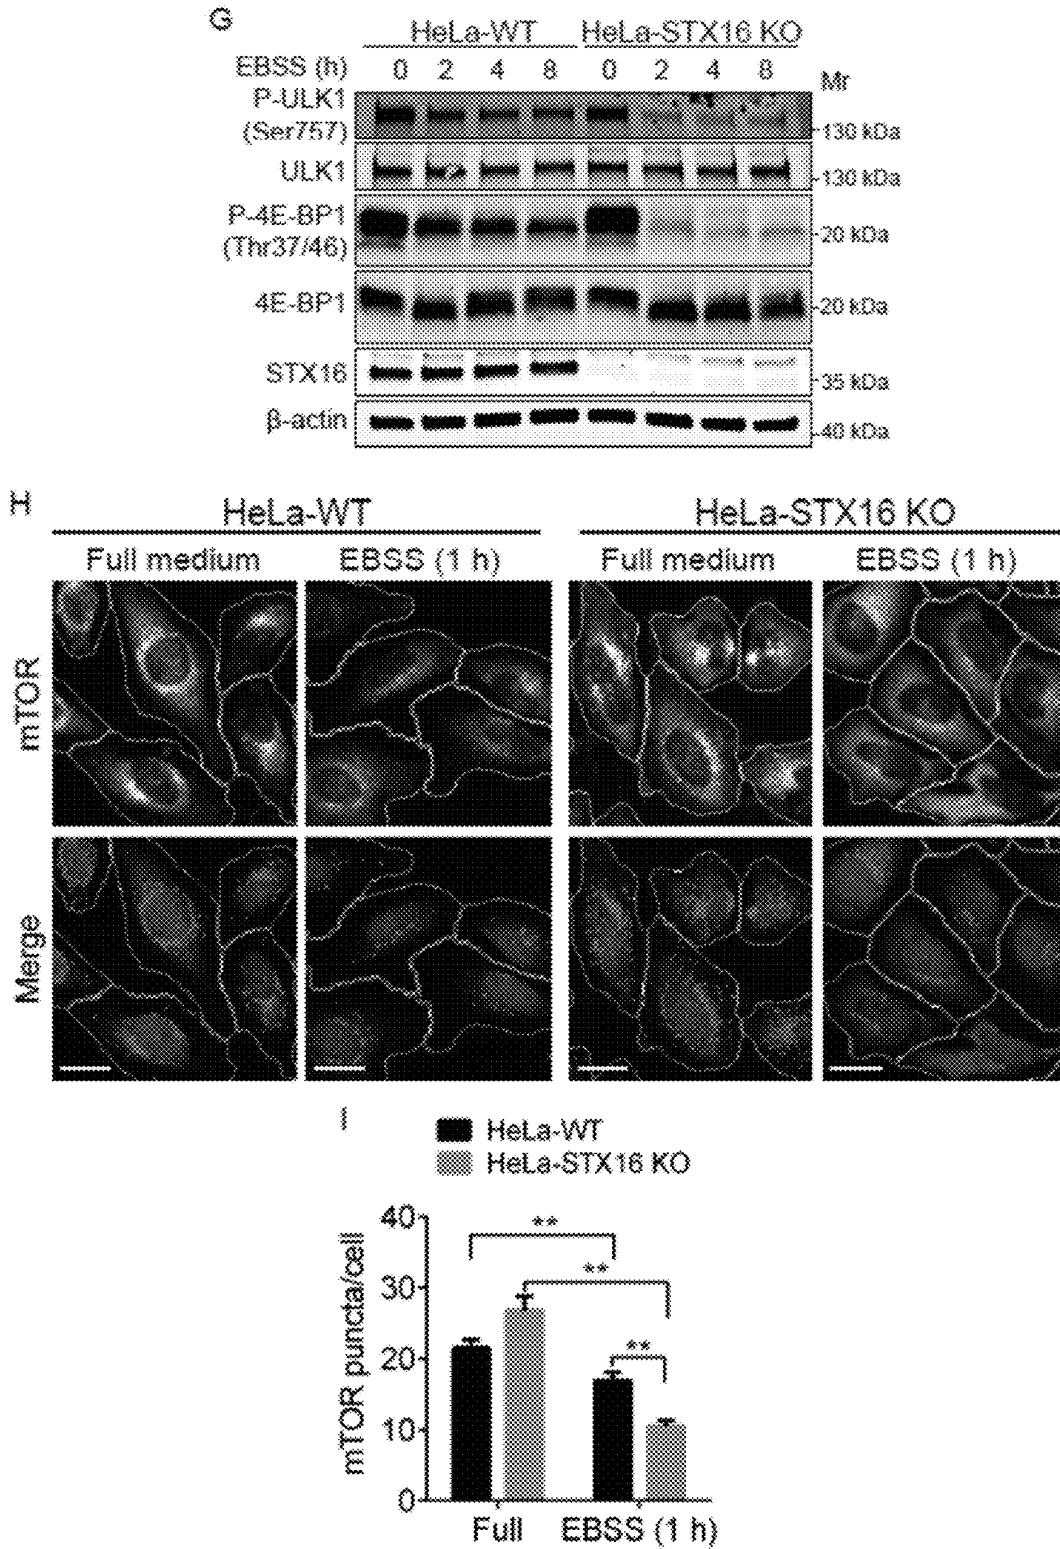 G
HeLa-WT HeLa-STX16 KO
EBSS (h) 0 2 4 8 0 2 4 8 Mr
P-ULK1
(Ser757) -130 kDa
ULK1 -130 kDa
P-4E-BP1
(Thr37/46) -20 kDa
4E-BP1 -20 kDa
STX16 -35 kDa
β-actin -40 kDa
H
HeLa-WT HeLa-STX16 KO
Full medium EBSS (1 h) Full medium EBSS (1 h)
mTOR
Merge
I
HeLa-WT
HeLa-STX16 KO
mTOR puncta/cell
40
**
30
**
20
**
10
0
Full EBSS (1 h)